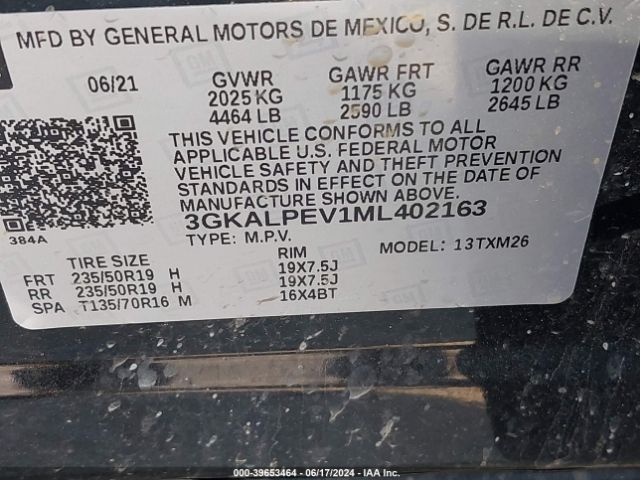 MFD BY GENERAL MOTORS DE MEXICO, S. DE R.L. DE C.V.
06/21 GVWR GAWR FRT GAWR RR
2025 KG 1175 KG 1200 KG
4464 LB 2590 LB 2645 LB
THIS VEHICLE CONFORMS TO ALL
APPLICABLE U.S. FEDERAL MOTOR
VEHICLE SAFETY AND THEFT PREVENTION
STANDARDS IN EFFECT ON THE DATE OF
MANUFACTURE SHOWN ABOVE.
3GKALPEV1ML402163
384A
TYPE: M.P.V. MODEL: 13TXM26
TIRE SIZE RIM
FRT 235/50R19 H 19X7.5J
RR 235/50R19 H 19X7.5J
SPA T135/70R16 M 16X4BT
000-39653464 - 06/17/2024 - IAA Inc.